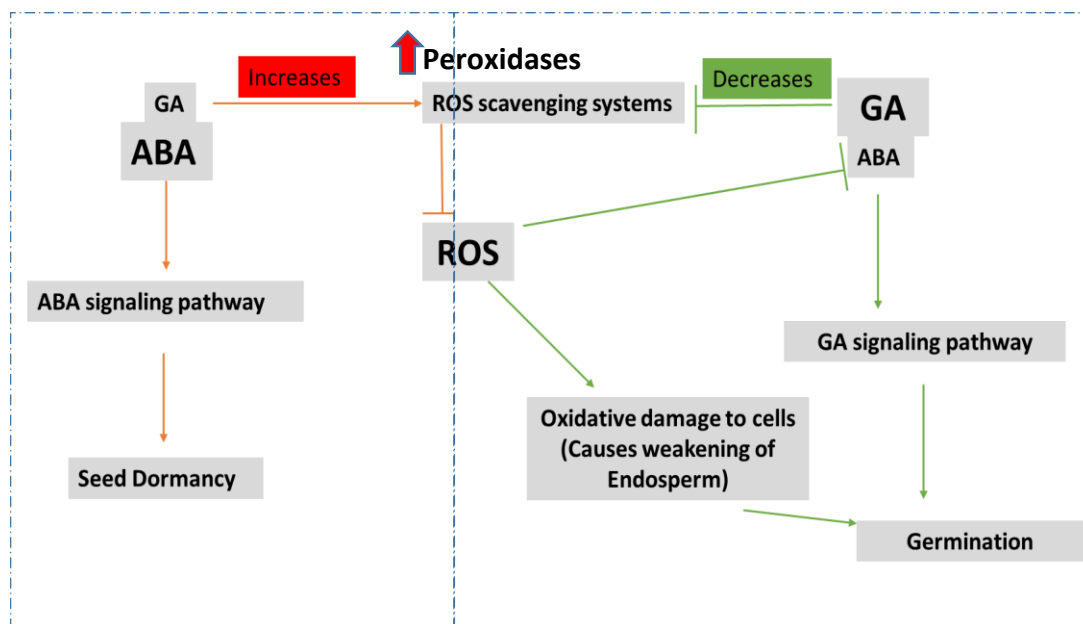 Peroxidases
Increases
Decreases
GA
ABA
ROS scavenging systems
GA
ABA
ROS
ABA signaling pathway
GA signaling pathway
Oxidative damage to cells
(Causes weakening of
Endosperm)
Seed Dormancy
Germination